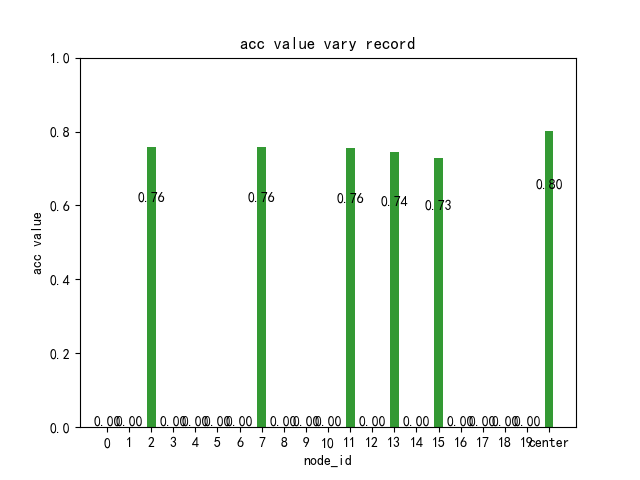 acc value vary record
1.0
0.8
0.6
0.4
0.2
0.0
acc value
0.00 0.00 0.76 0.00 0.00 0.00 0.00 0.76 0.00 0.00 0.00 0.76 0.00 0.74 0.00 0.73 0.00 0.00 0.00 0.00 0.80
0 1 2 3 4 5 6 7 8 9 10 11 12 13 14 15 16 17 18 19 center
node_id